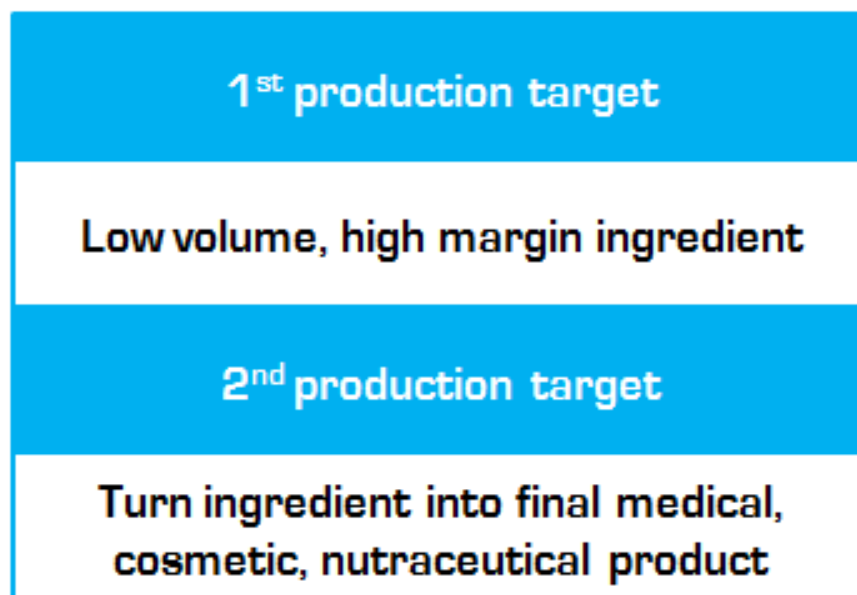 1st production target
Low volume, high margin ingredient
2nd production target
Turn ingredient into final medical,
cosmetic, nutraceutical product